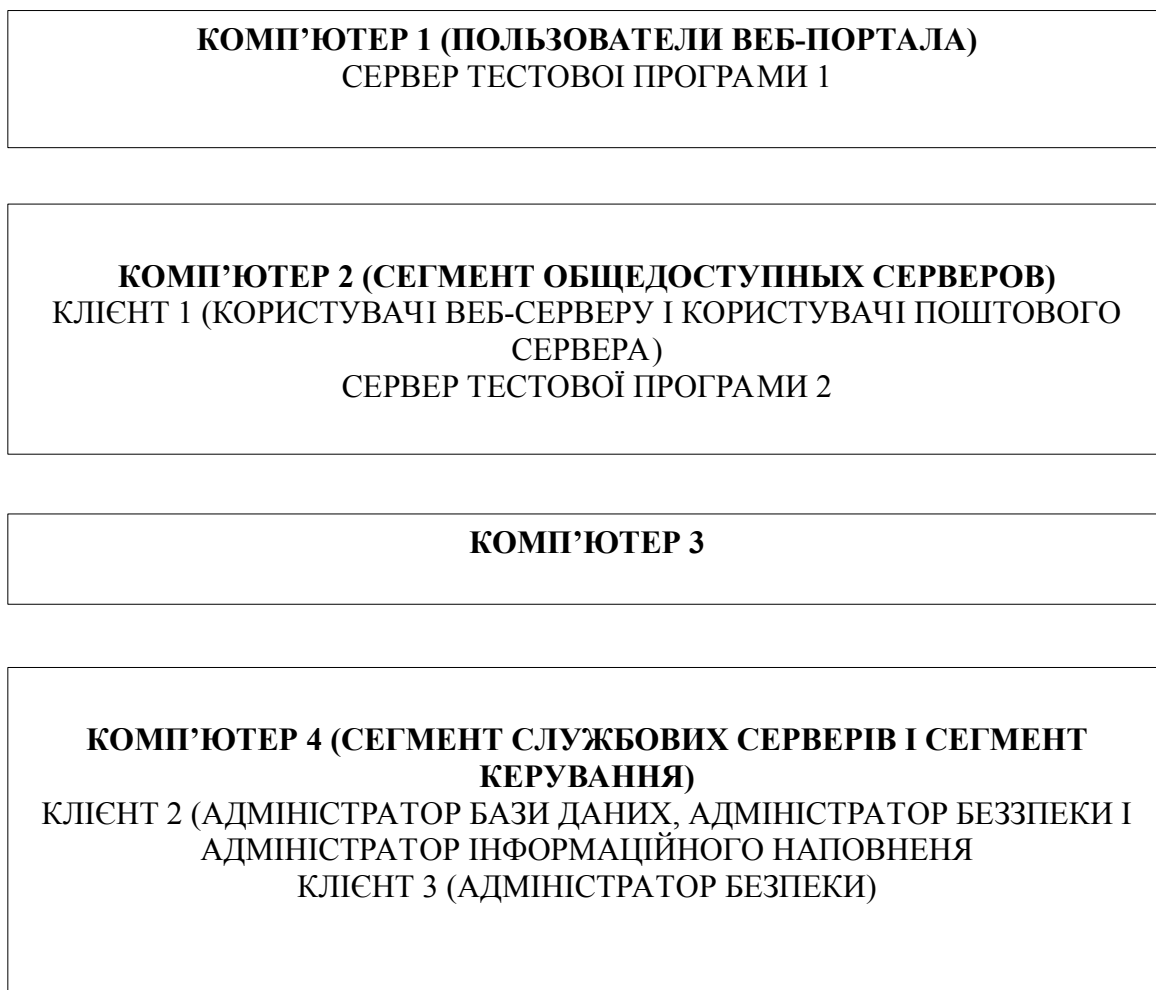 КОМП’ЮТЕР 1 (ПОЛЬЗОВАТЕЛИ ВЕБ-ПОРТАЛА)
СЕРВЕР ТЕСТОВОІ ПРОГРАМИ 1
КОМП’ЮТЕР 2 (СЕГМЕНТ ОБЩЕДОСТУПНЫХ СЕРВЕРОВ)
КЛІЄНТ 1 (КОРИСТУВАЧІ ВЕБ-СЕРВЕРУ І КОРИСТУВАЧІ ПОШТОВОГО
СЕРВЕРА)
СЕРВЕР ТЕСТОВОЇ ПРОГРАМИ 2
КОМП’ЮТЕР 3
КОМП’ЮТЕР 4 (СЕГМЕНТ СЛУЖБОВИХ СЕРВЕРІВ І СЕГМЕНТ
КЕРУВАННЯ)
КЛІЄНТ 2 (АДМІНІСТРАТОР БАЗИ ДАНИХ, АДМІНІСТРАТОР БЕЗЗПЕКИ І
АДМІНІСТРАТОР ІНФОРМАЦІЙНОГО НАПОВНЕНЯ
КЛІЄНТ 3 (АДМІНІСТРАТОР БЕЗПЕКИ)